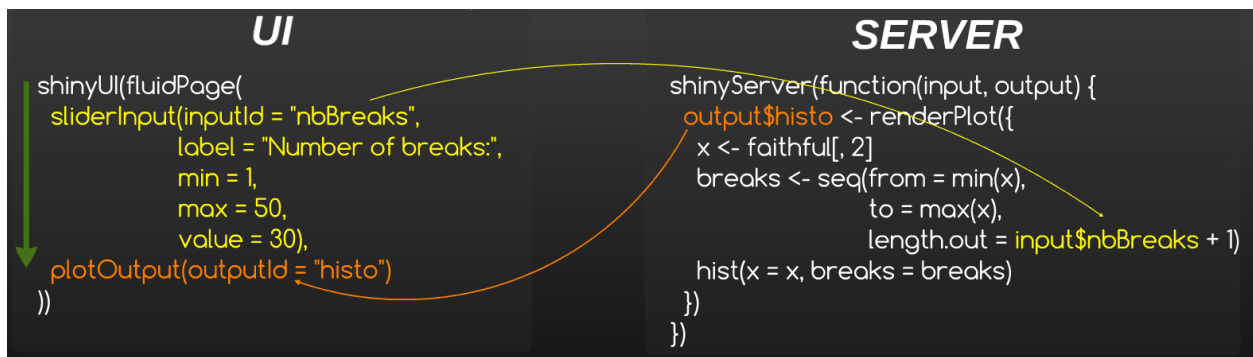 UI
shinyUI(fluidPage(
sliderInput(inputId = "nbBreaks",
label = "Number of breaks:",
min = 1,
max = 50,
value = 30),
plotOutput(outputId = "histo")
))
SERVER
shinyServer(function(input, output) {
output$histo <- renderPlot({
x <- faithful[, 2]
breaks <- seq(from = min(x),
to = max(x),
length.out = input$nbBreaks + 1)
hist(x = x, breaks = breaks)
})
})